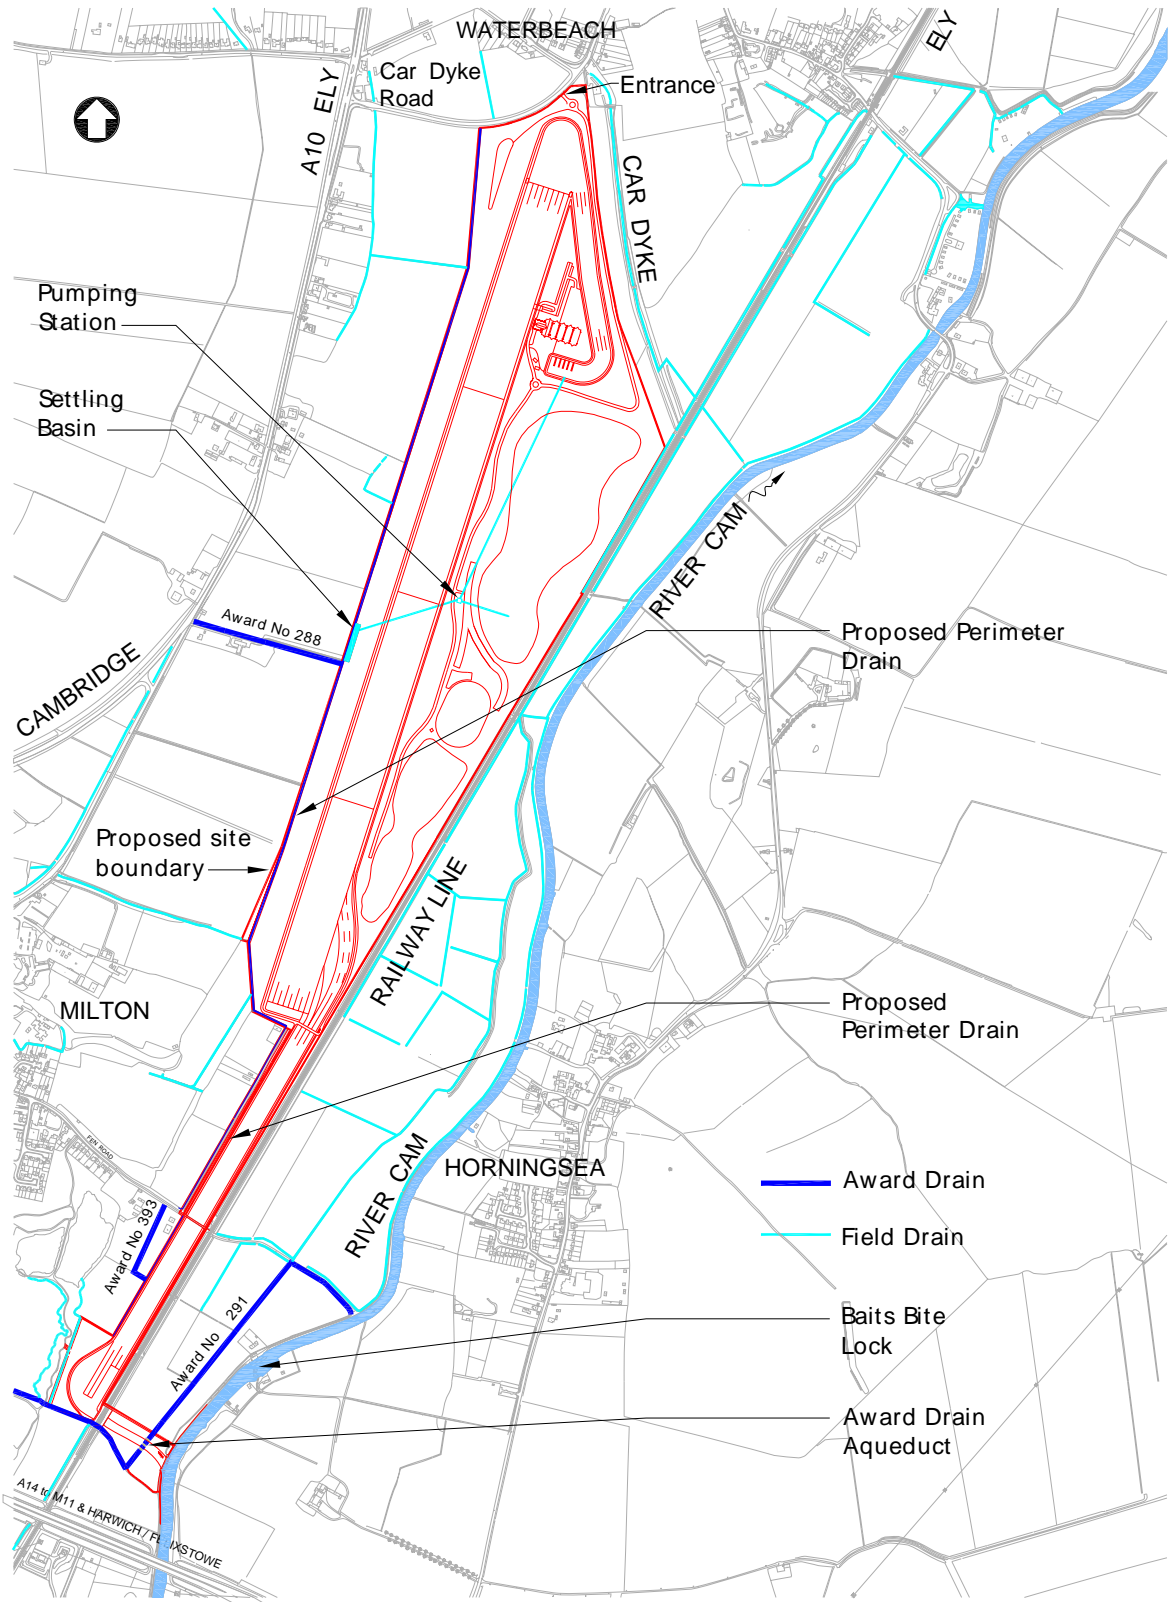 WATERBEACH
ELY
Car Dyke
Road
Entrance
A10 ELY
CAR DYKE
Pumping
Station
Settling
Basin
RIVER CAM
Award No 288
Proposed Perimeter
Drain
CAMBRIDGE
Proposed site
boundary
RAILWAY LINE
MILTON
Proposed
Perimeter Drain
FEN ROAD
RIVER CAM
HORNINGSEA
Award Drain
Award No 393
Field Drain
Award No 291
Baits Bite
Lock
Award Drain
Aqueduct
A14 to M11 & HARWICH / FELIXSTOWE